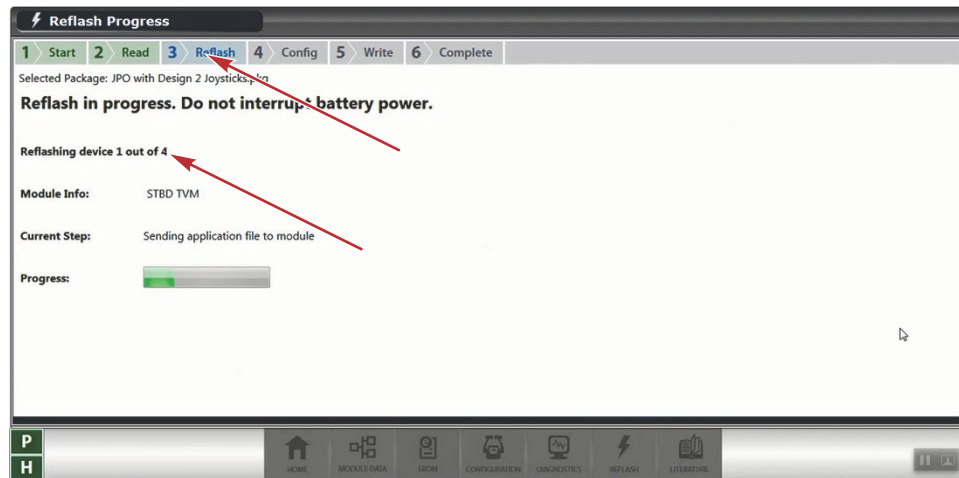 Reflash Progress
1 Start 2 Read 3 Reflash 4 Config 5 Write 6 Complete
Selected Package: JPO with Design 2 Joysticks.pkg
Reflash in progress. Do not interrupt battery power.
Reflashing device 1 out of 4
Module Info: STBD TVM
Current Step: Sending application file to module
Progress:
P
H
HOME MODULE DATA EROM CONFIGURATION DIAGNOSTICS REFLASH LITERATURE